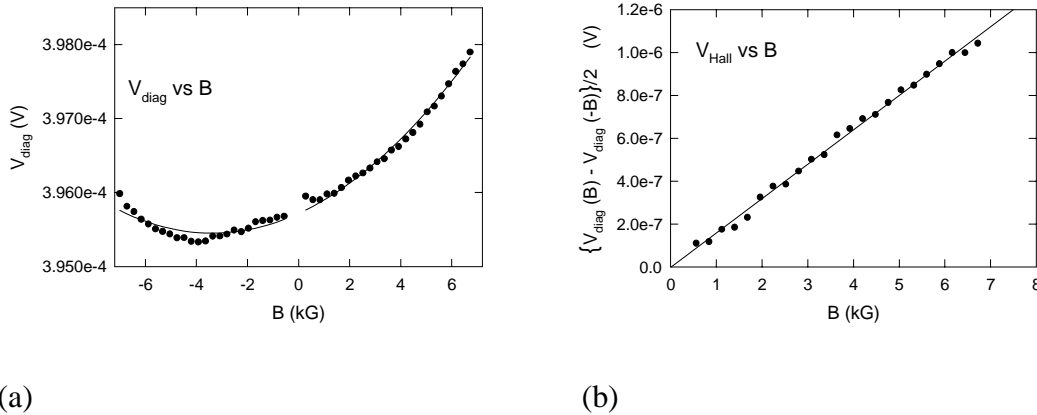 3.980e-4
3.970e-4
3.960e-4
3.950e-4
V_diag (V)
V_diag vs B
-6 -4 -2 0 2 4 6
B (kG)
1.2e-6
1.0e-6
8.0e-7
6.0e-7
4.0e-7
2.0e-7
0.0
{V_diag (B) - V_diag (-B)}/2 (V)
V_Hall vs B
0 1 2 3 4 5 6 7 8
B (kG)
(a)
(b)